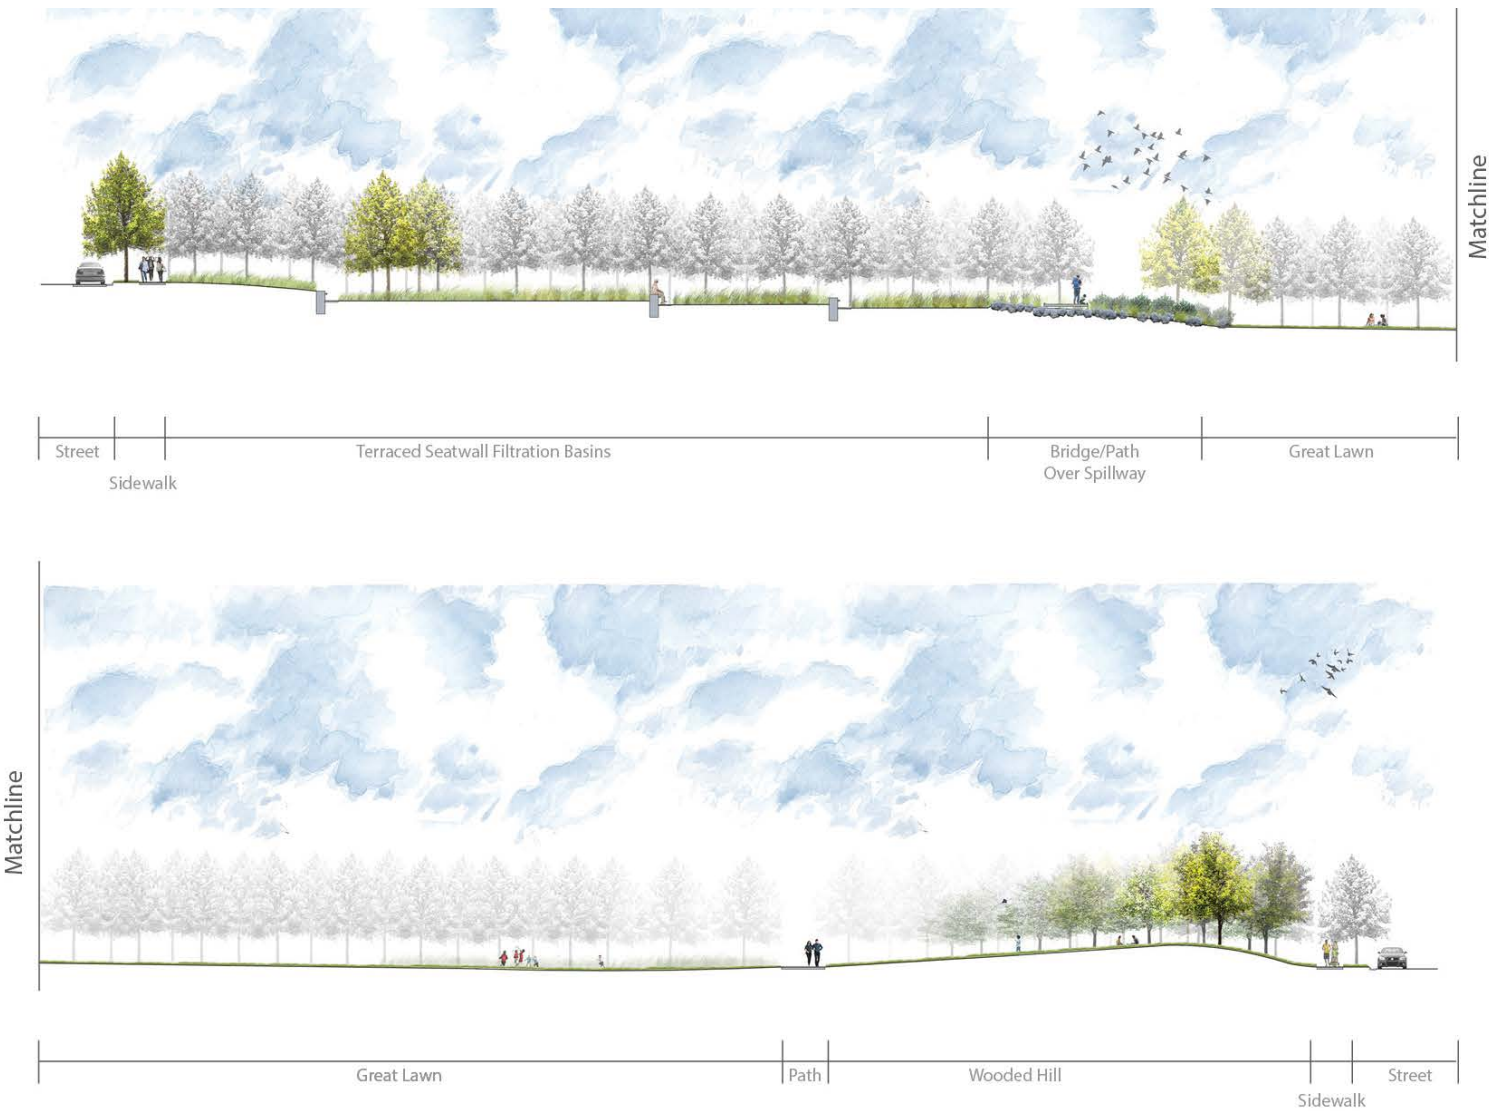 Matchline
Street
Sidewalk
Terraced Seatwall Filtration Basins
Bridge/Path
Over Spillway
Great Lawn
Matchline
Great Lawn
Path
Wooded Hill
Sidewalk
Street